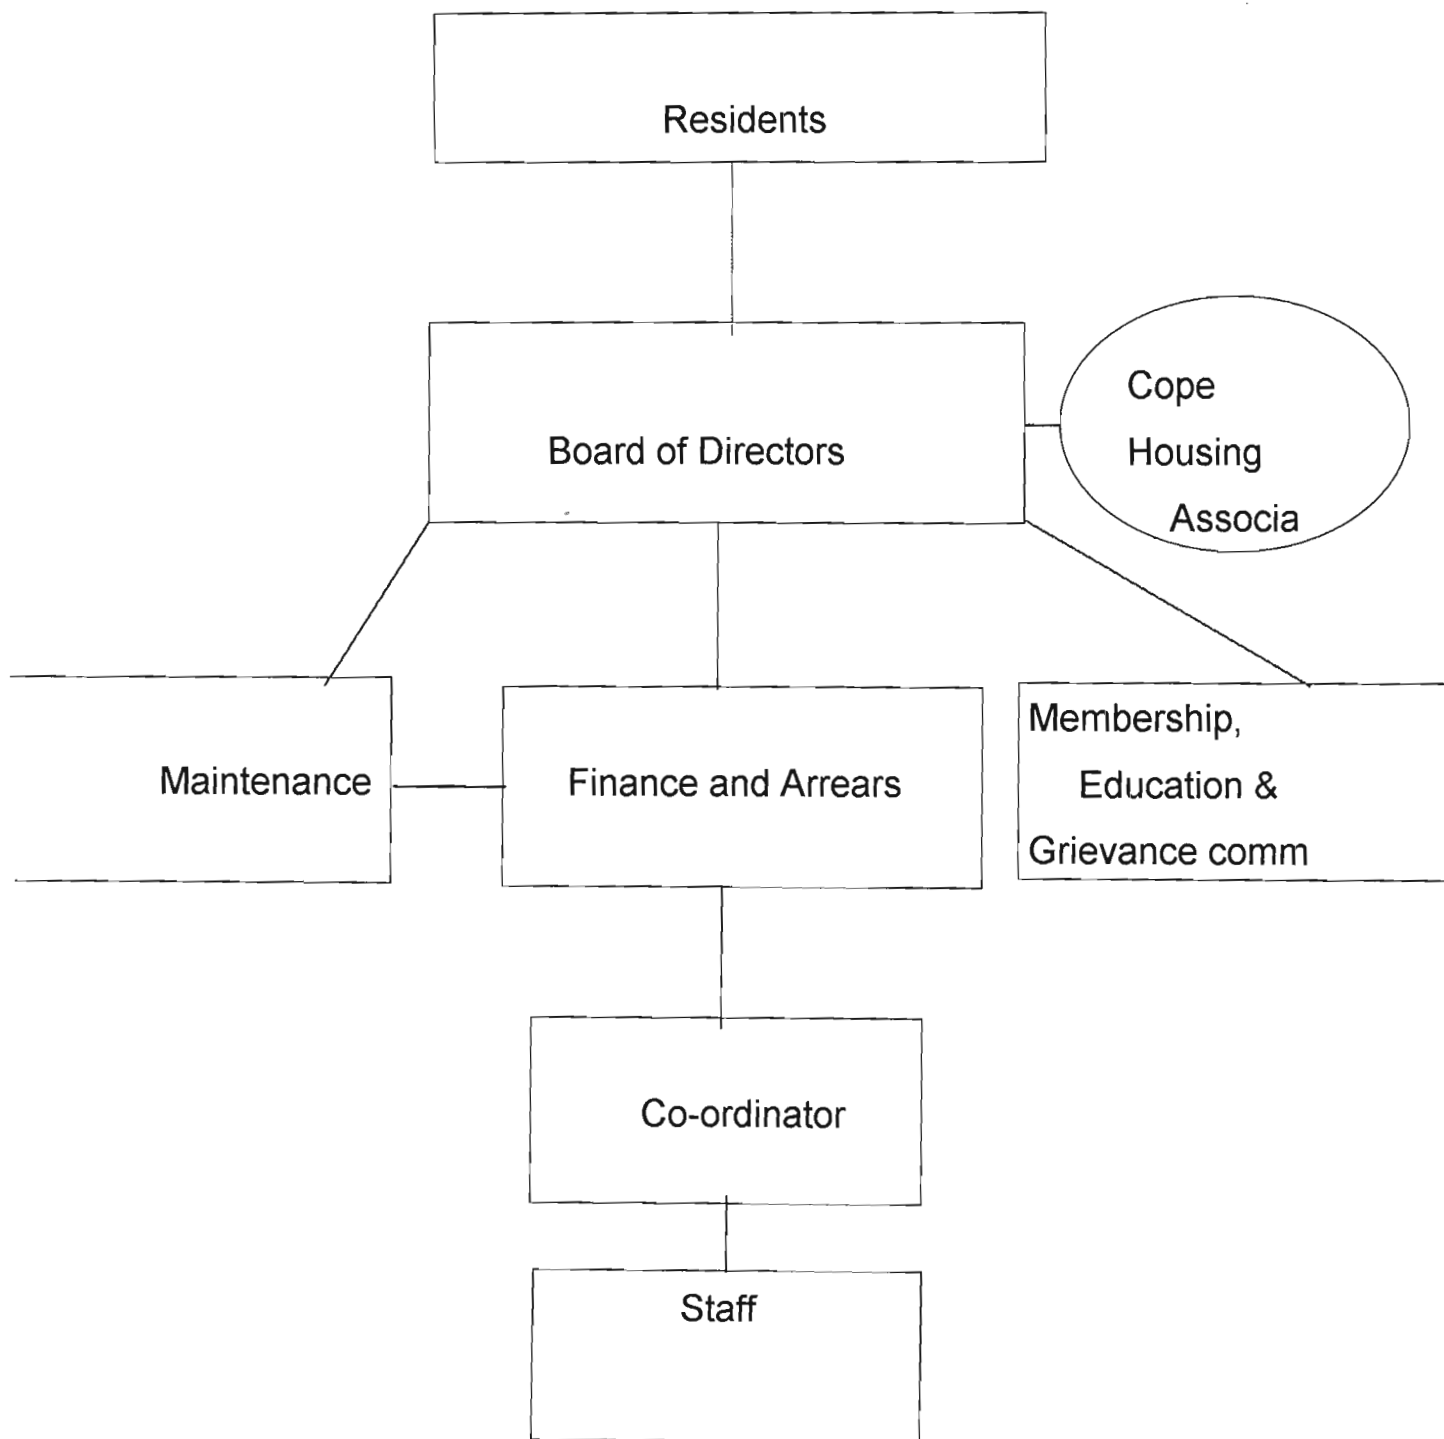 Residents
Board of Directors
Cope
Housing
Associa
Maintenance
Finance and Arrears
Membership,
Education &
Grievance comm
Co-ordinator
Staff